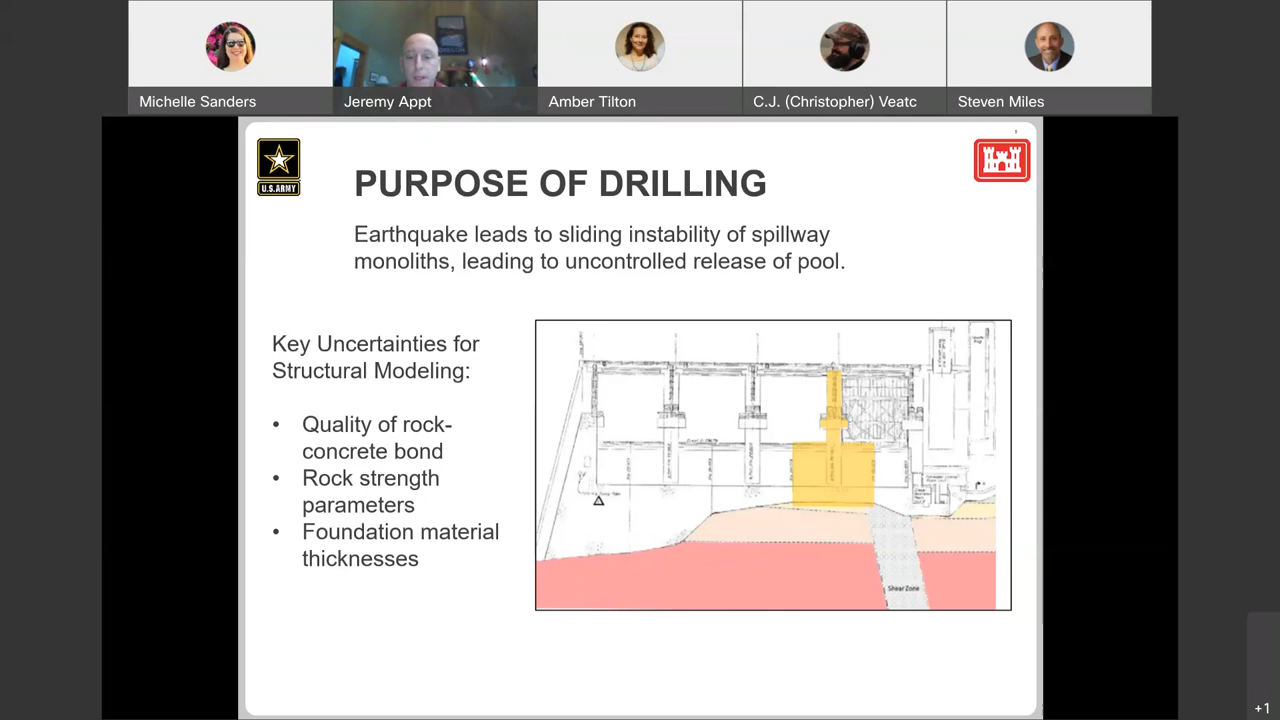 Michelle Sanders
Jeremy Appt
Amber Tilton
C.J. (Christopher) Veatc
Steven Miles
U.S.ARMY
PURPOSE OF DRILLING
Earthquake leads to sliding instability of spillway
monoliths, leading to uncontrolled release of pool.
Key Uncertainties for
Structural Modeling:
• Quality of rock-
concrete bond
• Rock strength
parameters
• Foundation material
thicknesses
Shear Zone
+1